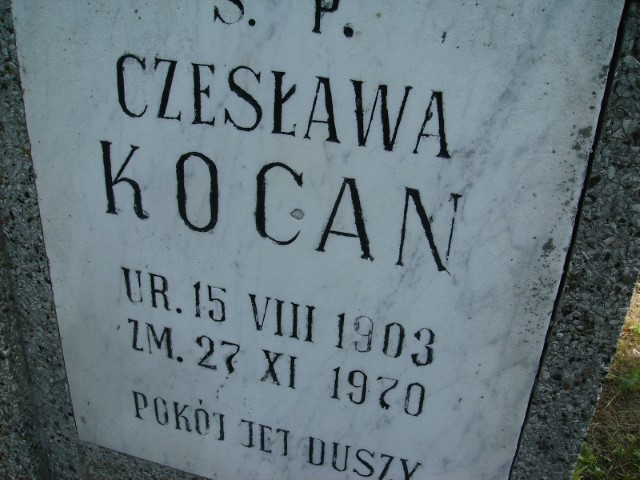 Ś. P.
CZESŁAWA
KOCAN
UR. 15 VIII 1903
ZM. 27 XI 1970
POKÓJ JEJ DUSZY